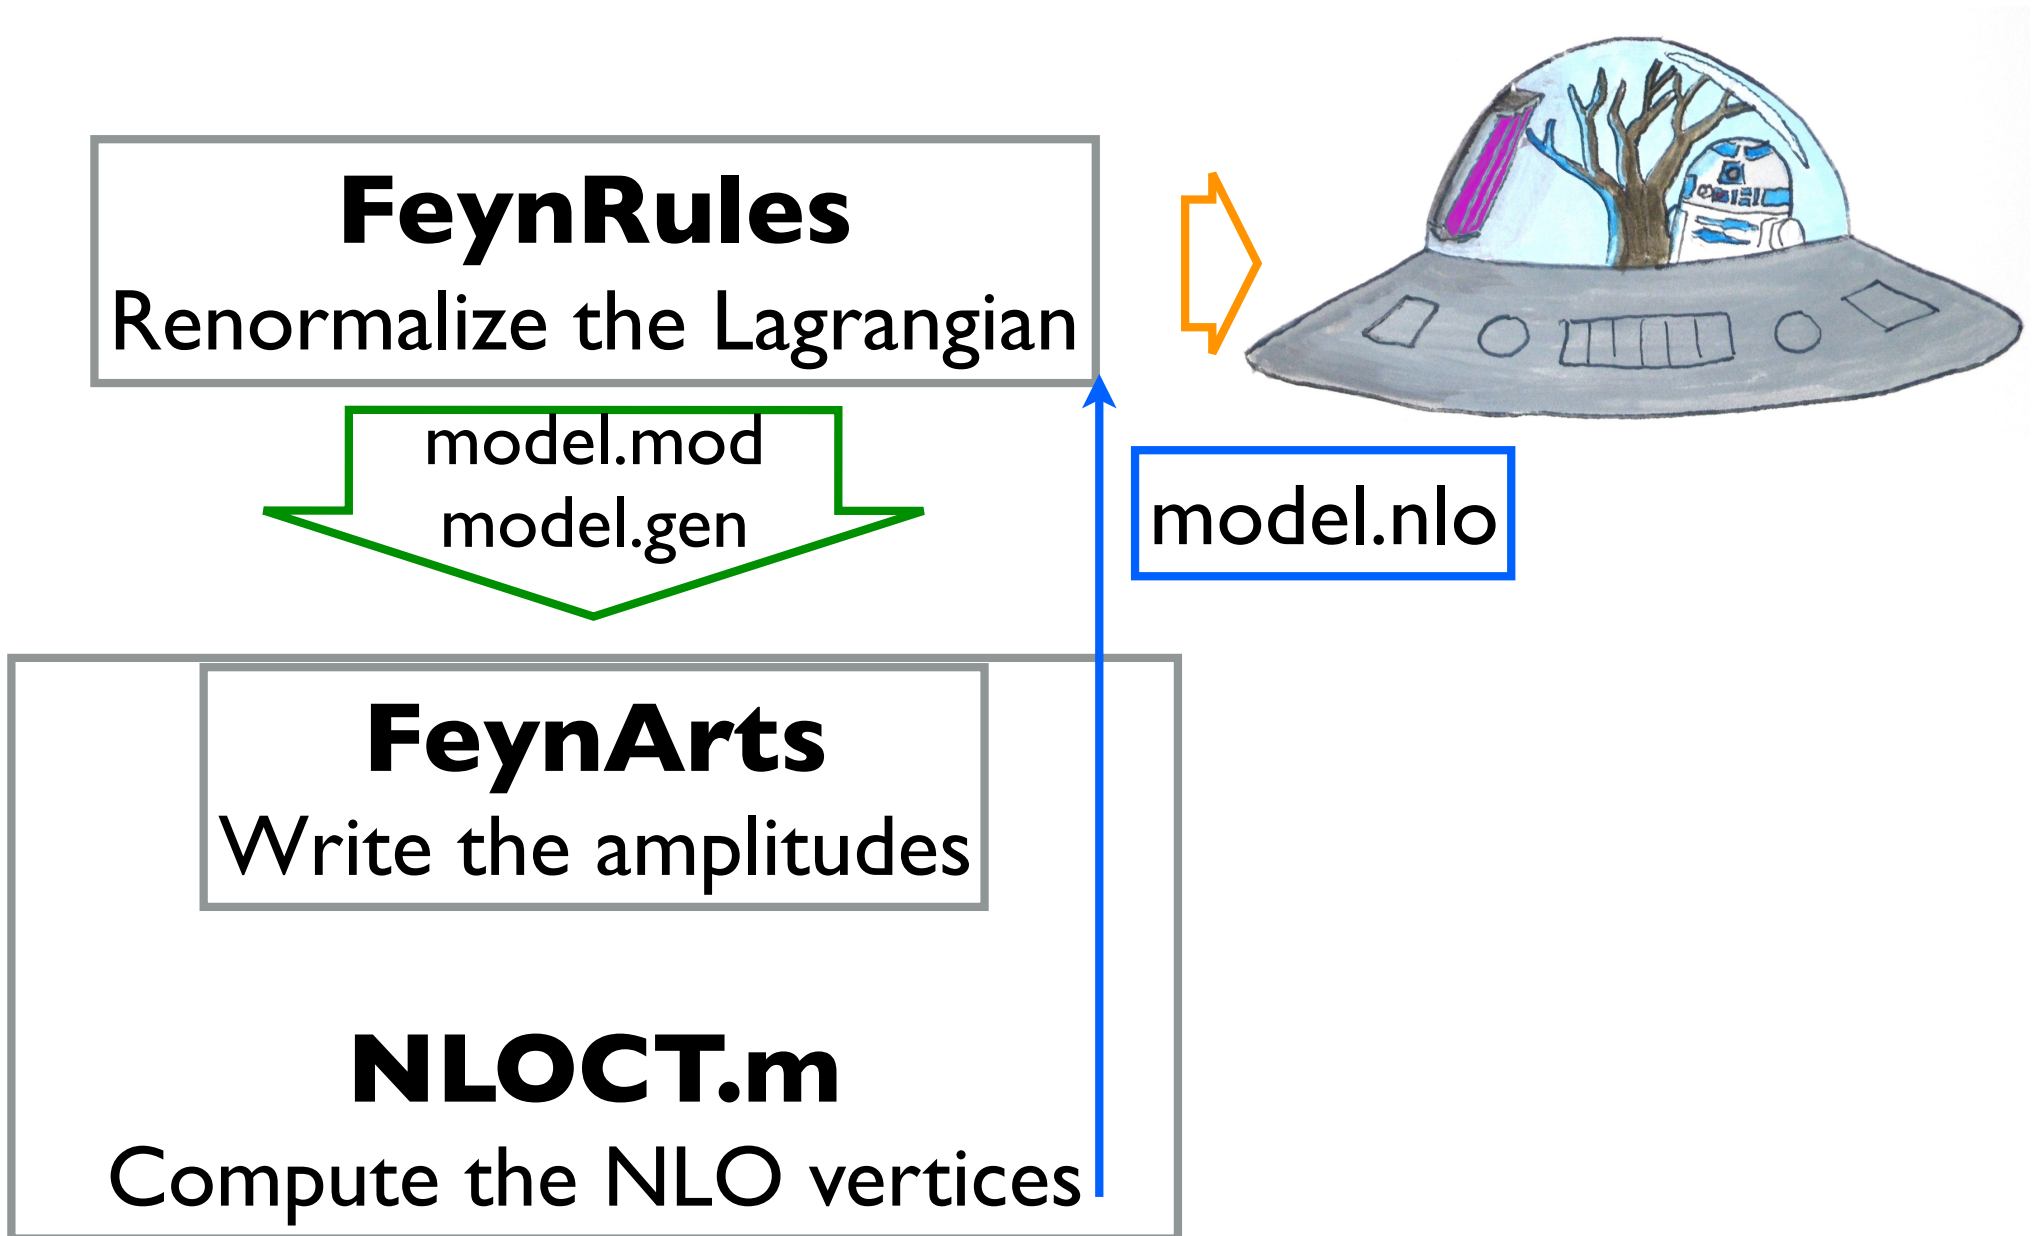 FeynRules
Renormalize the Lagrangian
model.mod
model.gen
model.nlo
FeynArts
Write the amplitudes
NLOCT.m
Compute the NLO vertices